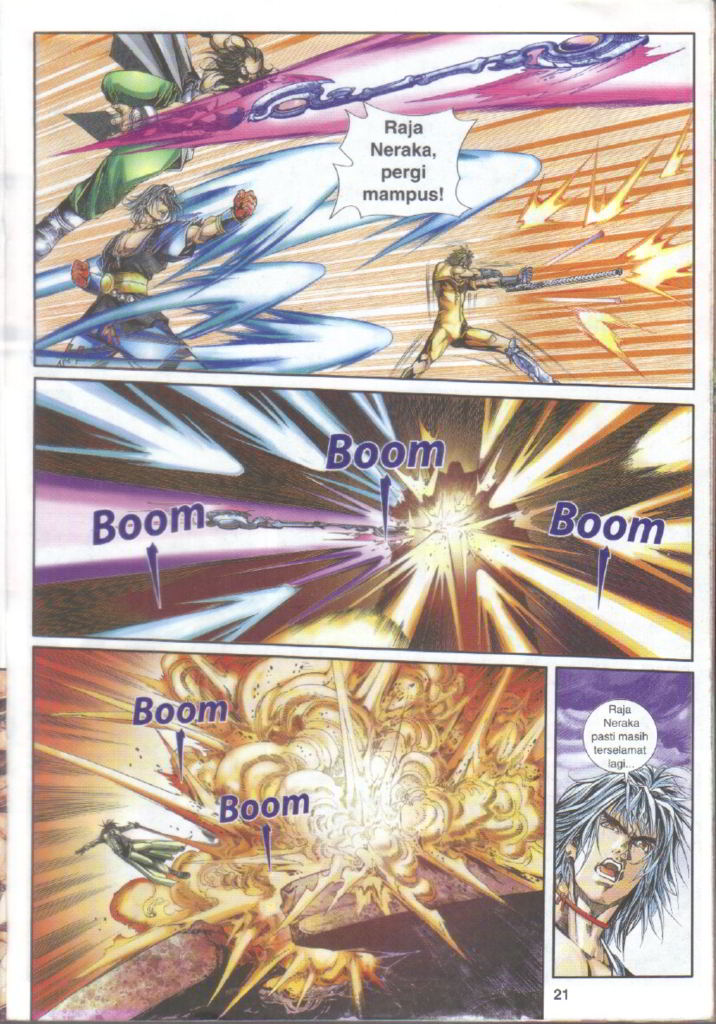 Raja
Neraka,
pergi
mampus!
Boom
Boom
Boom
Boom
Boom
Raja
Neraka
pasti masih
terselamat
lagi...
21